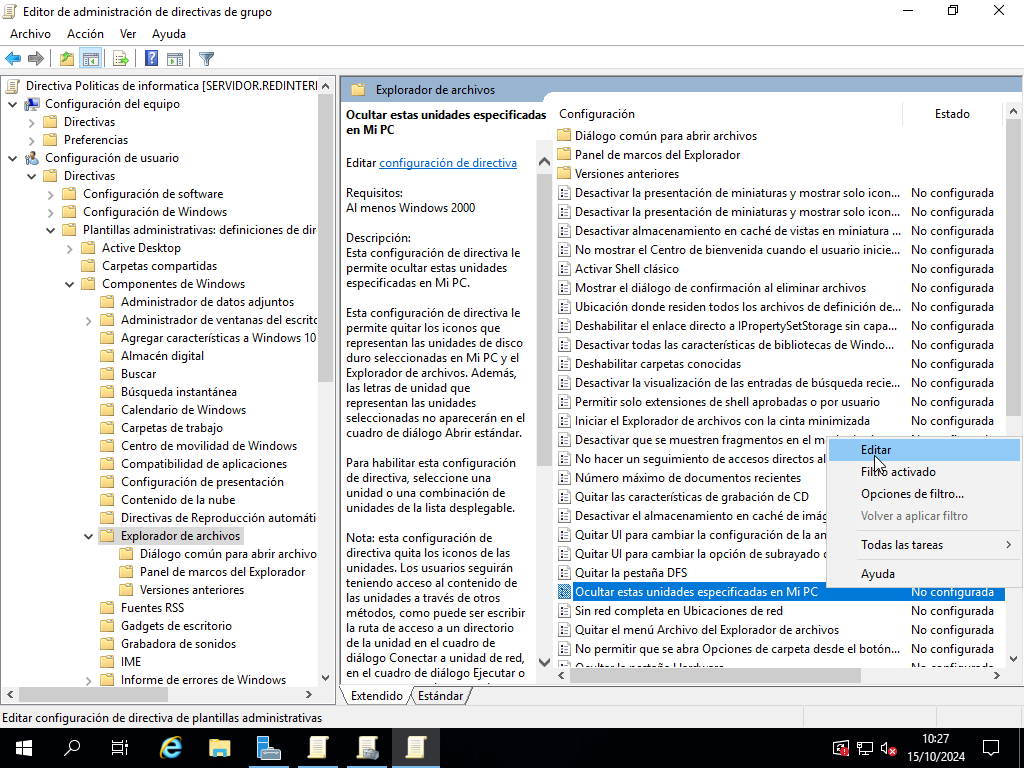 Editor de administración de directivas de grupo
Archivo Acción Ver Ayuda
Directiva Politicas de informatica [SERVIDOR.REDINTERI
Configuración del equipo
Directivas
Preferencias
Configuración de usuario
Directivas
Configuración de software
Configuración de Windows
Plantillas administrativas: definiciones de dir
Active Desktop
Carpetas compartidas
Componentes de Windows
Administrador de datos adjuntos
Administrador de ventanas del escrito
Agregar características a Windows 10
Almacén digital
Buscar
Búsqueda instantánea
Calendario de Windows
Carpetas de trabajo
Centro de movilidad de Windows
Compatibilidad de aplicaciones
Configuración de presentación
Contenido de la nube
Directivas de Reproducción automáti
Explorador de archivos
Diálogo común para abrir archivo
Panel de marcos del Explorador
Versiones anteriores
Fuentes RSS
Gadgets de escritorio
Grabadora de sonidos
IME
Informe de errores de Windows
Explorador de archivos
Ocultar estas unidades especificadas
en Mi PC
Editar configuración de directiva
Requisitos:
Al menos Windows 2000
Descripción:
Esta configuración de directiva le
permite ocultar estas unidades
especificadas en Mi PC.
Esta configuración de directiva le
permite quitar los iconos que
representan las unidades de disco
duro seleccionadas en Mi PC y el
Explorador de archivos. Además,
las letras de unidad que
representan las unidades
seleccionadas no aparecerán en el
cuadro de diálogo Abrir estándar.
Para habilitar esta configuración
de directiva, seleccione una
unidad o una combinación de
unidades de la lista desplegable.
Nota: esta configuración de
directiva quita los iconos de las
unidades. Los usuarios seguirán
teniendo acceso al contenido de
las unidades a través de otros
métodos, como puede ser escribir
la ruta de acceso a un directorio
de la unidad en el cuadro de
diálogo Conectar a unidad de red,
en el cuadro de diálogo Ejecutar o
Configuración Estado
Diálogo común para abrir archivos
Panel de marcos del Explorador
Versiones anteriores
Desactivar la presentación de miniaturas y mostrar solo icon... No configurada
Desactivar la presentación de miniaturas y mostrar solo icon... No configurada
Desactivar almacenamiento en caché de vistas en miniatura ... No configurada
No mostrar el Centro de bienvenida cuando el usuario inicie... No configurada
Activar Shell clásico No configurada
Mostrar el diálogo de confirmación al eliminar archivos No configurada
Ubicación donde residen todos los archivos de definición de... No configurada
Deshabilitar el enlace directo a IPropertySetStorage sin capa... No configurada
Desactivar todas las características de bibliotecas de Windo... No configurada
Deshabilitar carpetas conocidas No configurada
Desactivar la visualización de las entradas de búsqueda recie... No configurada
Permitir solo extensiones de shell aprobadas o por usuario No configurada
Iniciar el Explorador de archivos con la cinta minimizada No configurada
Desactivar que se muestren fragmentos en el m
No hacer un seguimiento de accesos directos al
Número máximo de documentos recientes
Quitar las características de grabación de CD
Desactivar el almacenamiento en caché de imág
Quitar UI para cambiar la configuración de la an
Quitar UI para cambiar la opción de subrayado d
Quitar la pestaña DFS
Ocultar estas unidades especificadas en Mi PC No configurada
Sin red completa en Ubicaciones de red No configurada
Quitar el menú Archivo del Explorador de archivos No configurada
No permitir que se abra Opciones de carpeta desde el botón... No configurada
Ocultar la pestaña Hardware No configurada
Editar
Filtro activado
Opciones de filtro...
Volver a aplicar filtro
Todas las tareas
Ayuda
Extendido Estándar
Editar configuración de directiva de plantillas administrativas
10:27
15/10/2024